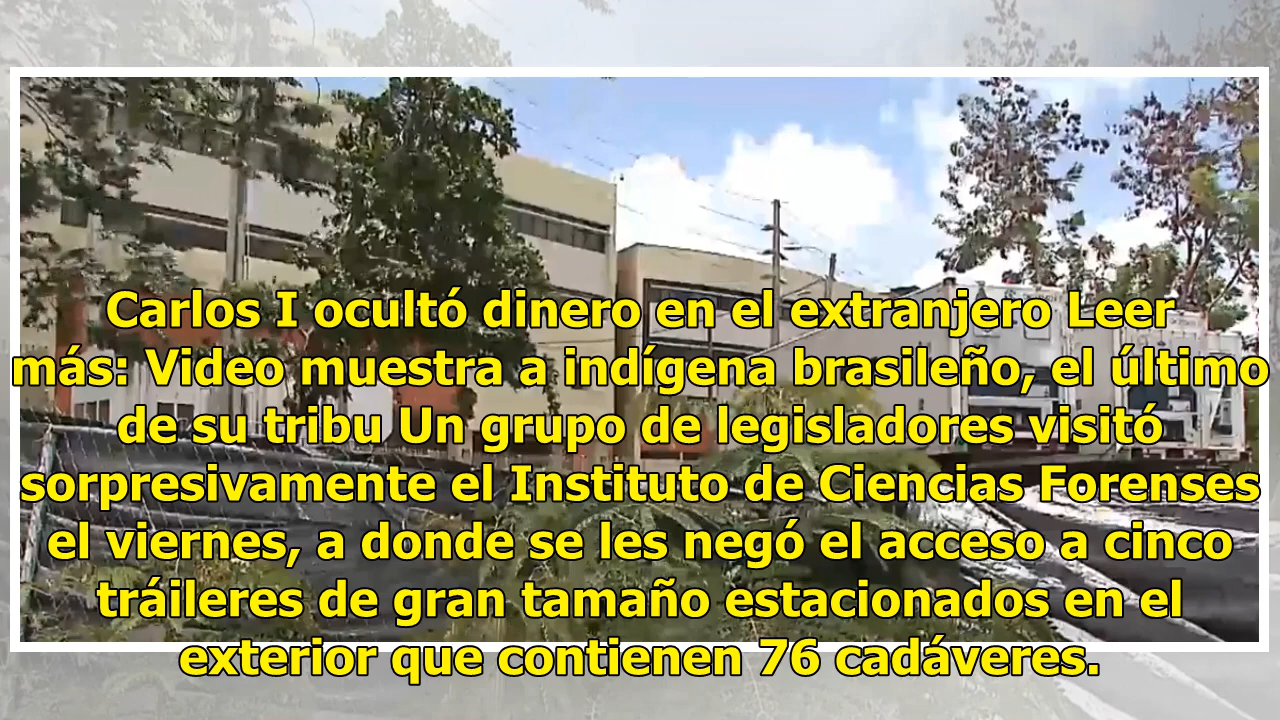 Carlos I ocultó dinero en el extranjero Leer
más: Video muestra a indígena brasileño, el último
de su tribu Un grupo de legisladores visitó
sorpresivamente el Instituto de Ciencias Forenses
el viernes, a donde se les negó el acceso a cinco
tráileres de gran tamaño estacionados en el
exterior que contienen 76 cadáveres.